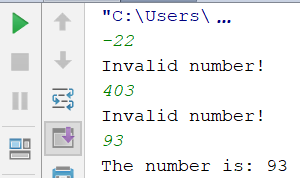 "C:\Users\ ...
-22
Invalid number!
403
Invalid number!
93
The number is: 93